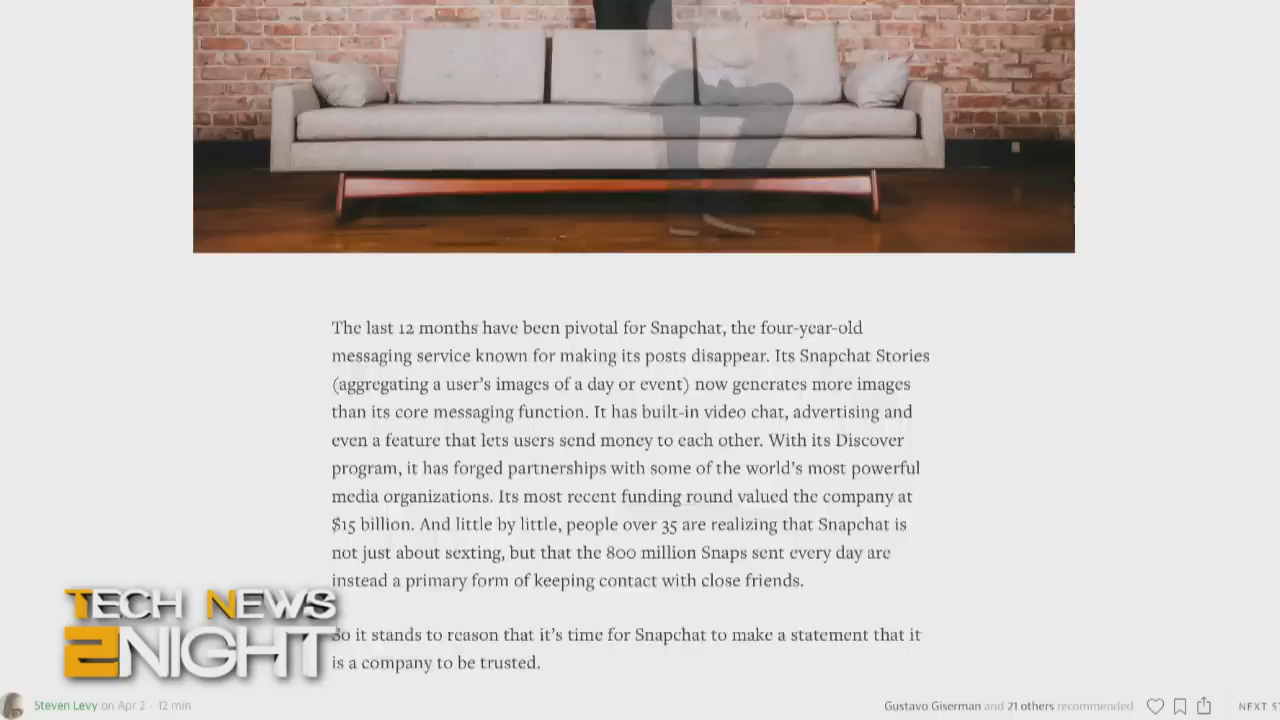 The last 12 months have been pivotal for Snapchat, the four-year-old
messaging service known for making its posts disappear. Its Snapchat Stories
(aggregating a user's images of a day or event) now generates more images
than its core messaging function. It has built-in video chat, advertising and
even a feature that lets users send money to each other. With its Discover
program, it has forged partnerships with some of the world's most powerful
media organizations. Its most recent funding round valued the company at
$15 billion. And little by little, people over 35 are realizing that Snapchat is
not just about sexting, but that the 800 million Snaps sent every day are
instead a primary form of keeping contact with close friends.
So it stands to reason that it's time for Snapchat to make a statement that it
is a company to be trusted.
TECH NEWS
2NIGHT
Steven Levy on Apr 2 · 12 min
Gustavo Giserman and 21 others recommended
NEXT S